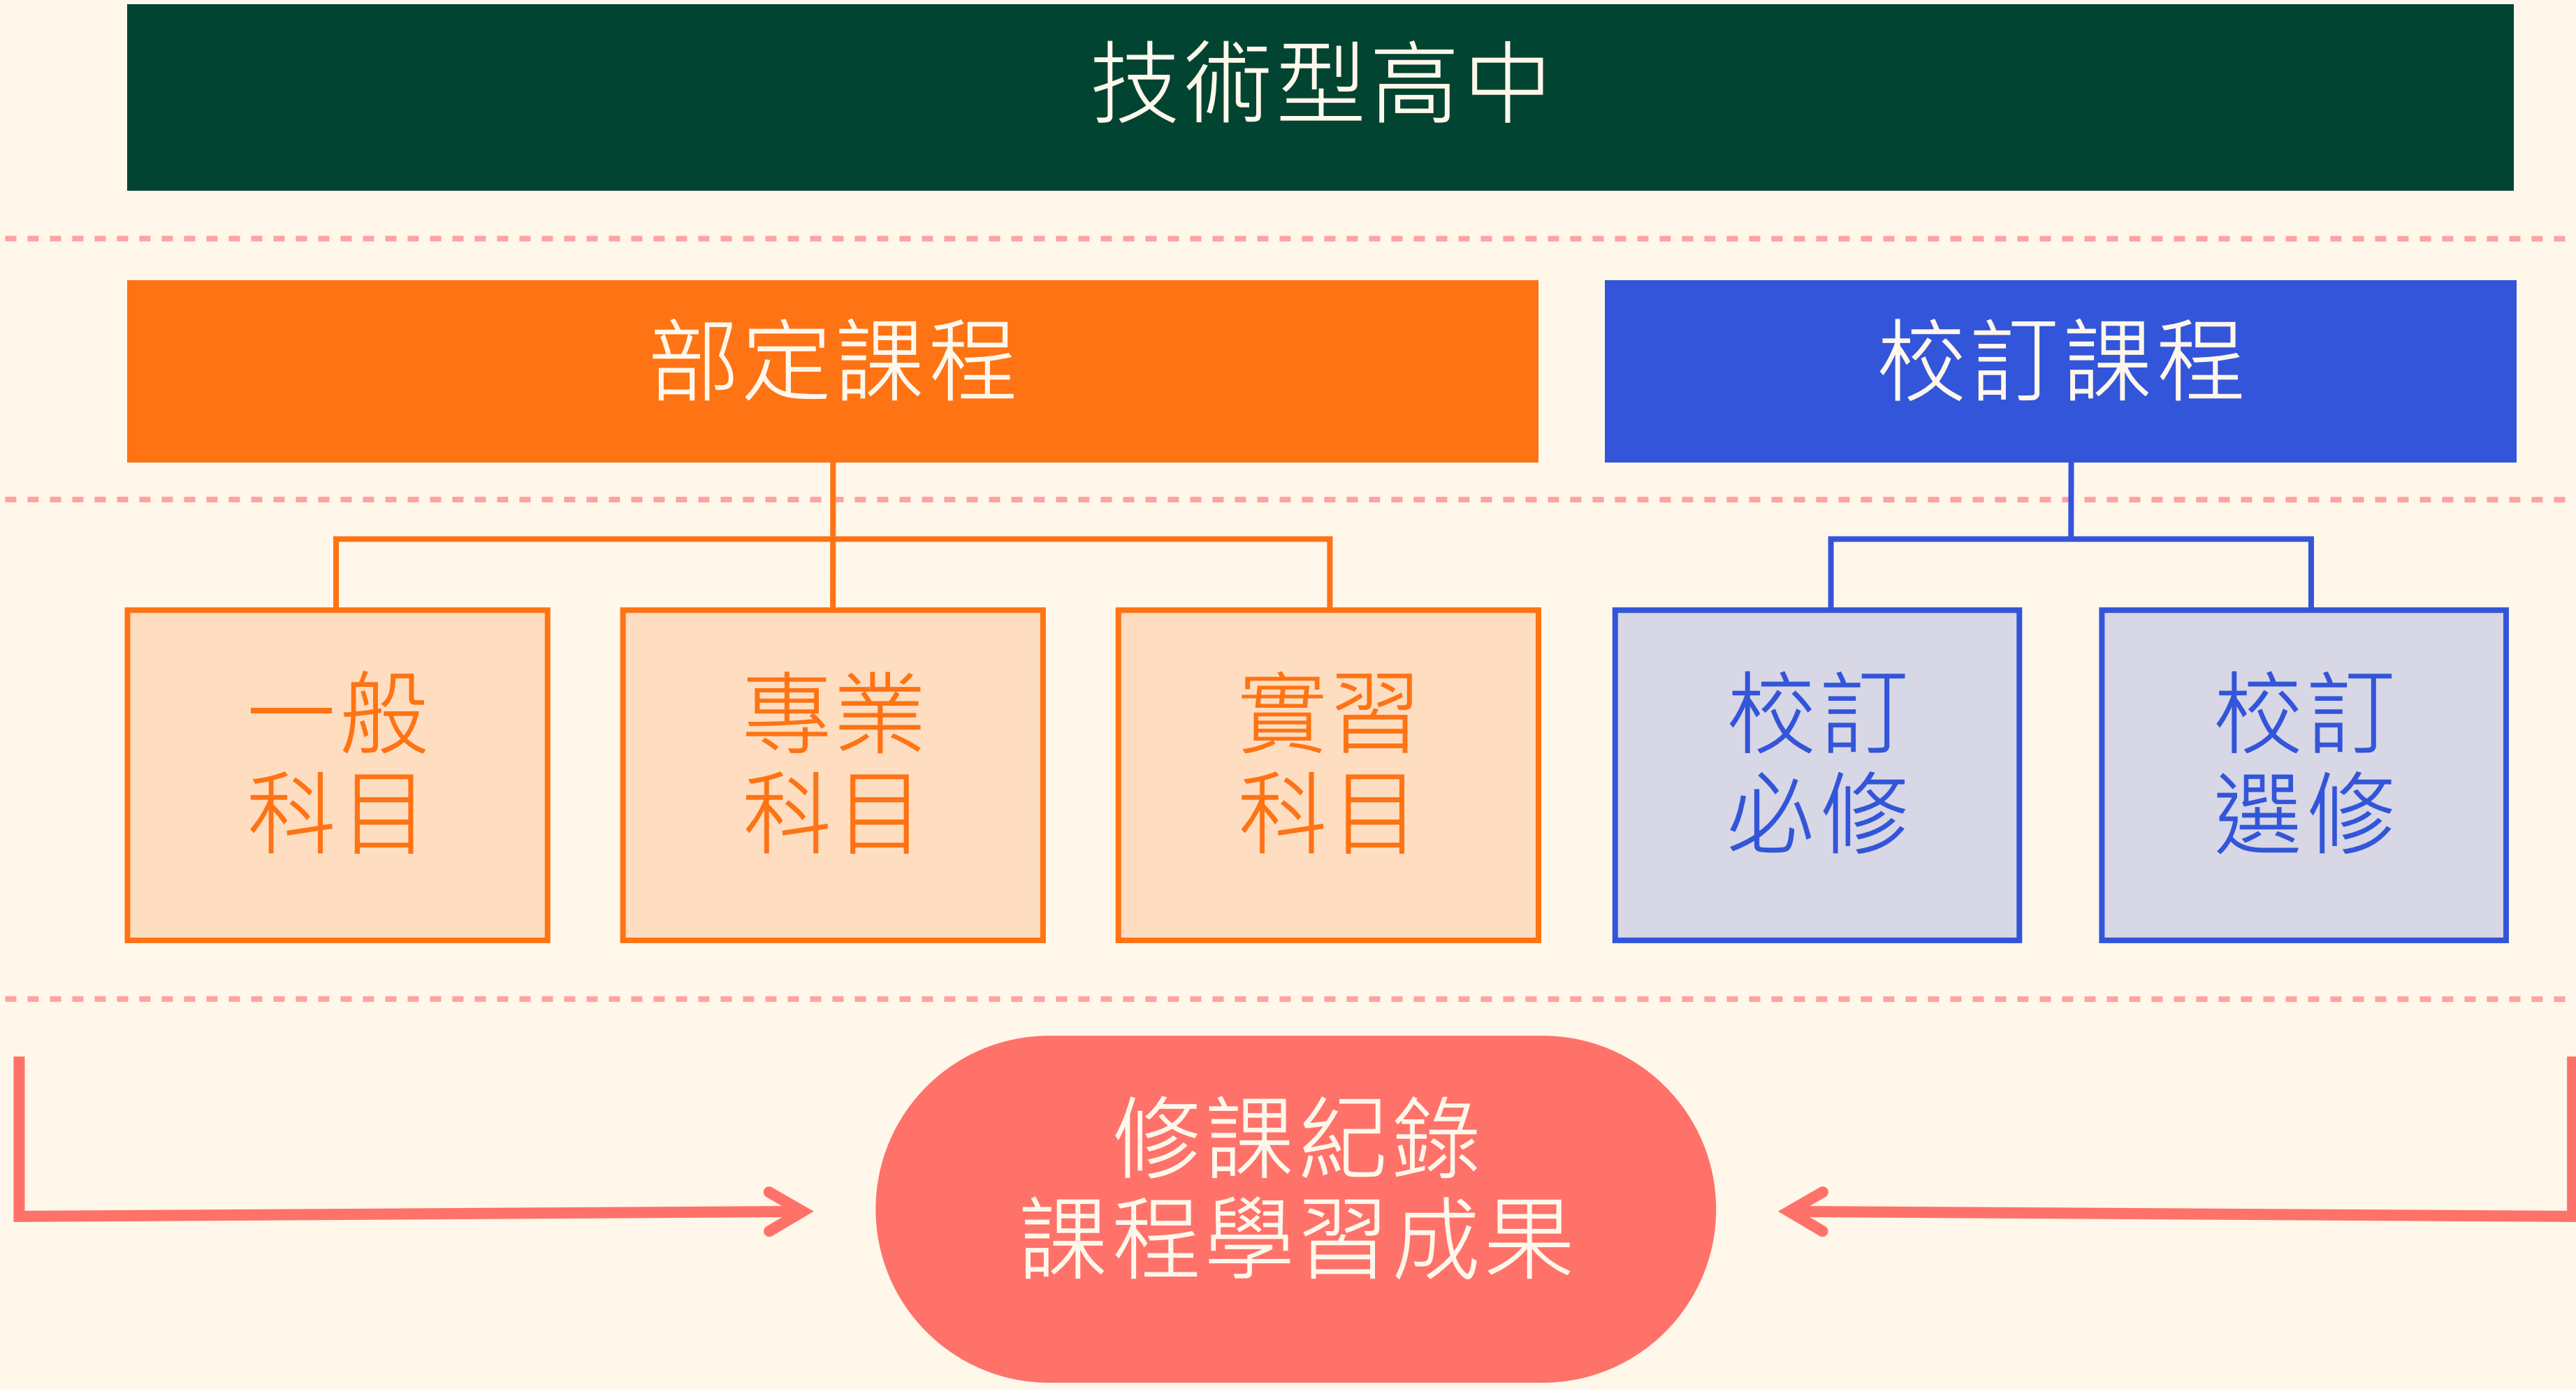 技術型高中
部定課程
校訂課程
一般
科目
專業
科目
實習
科目
校訂
必修
校訂
選修
修課紀錄
課程學習成果